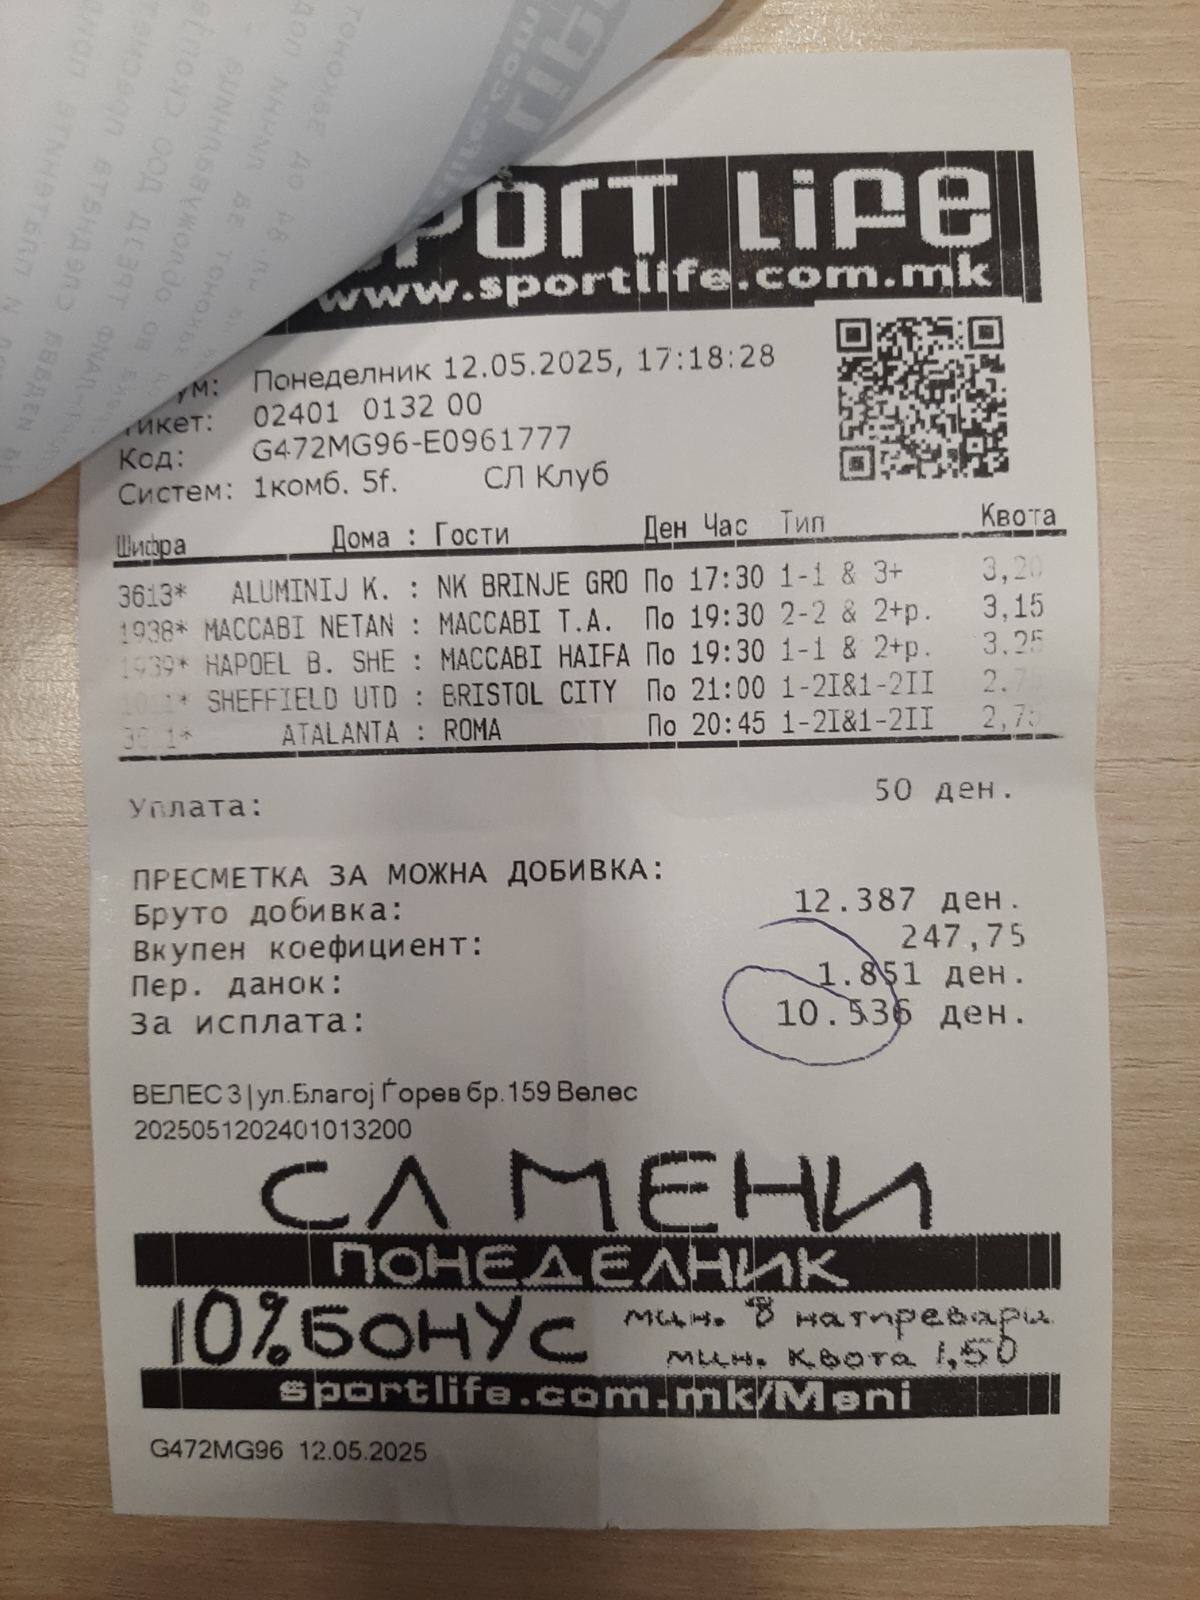 PORT LIFE
www.sportlife.com.mk
Понеделник 12.05.2025, 17:18:28
тикет: 02401 0132 00
Код: G472MG96-E0961777
Систем: 1комб. 5f. СЛ Клуб
Шифра Дома : Гости Ден Час Тип Квота
3613* ALUMINIJ K. : NK BRINJE GRO По 17:30 1-1 & 3+ 3,20
1938* MACCABI NETAN : MACCABI T.A. По 19:30 2-2 & 2+p. 3,15
1939* HAPOEL B. SHE : MACCABI HAIFA По 19:30 1-1 & 2+p. 3,25
SHEFFIELD UTD : BRISTOL CITY По 21:00 1-2I&1-2II
ATALANTA : ROMA По 20:45 1-2I&1-2II 2,75
Уплата: 50 ден.
ПРЕСМЕТКА ЗА МОЖНА ДОБИВКА:
Бруто добивка: 12.387 ден.
Вкупен коефициент: 247,75
Пер. данок: 1.851 ден.
За исплата: 10.536 ден.
ВЕЛЕС 3|ул.Благој Ѓорев бр.159 Велес
2025051202401013200
СЛ МЕНИ
ПОНЕДЕЛНИК
10% БОНУС мин. 8 натпревари
мин. квота 1,50
sportlife.com.mk/Meni
G472MG96 12.05.2025